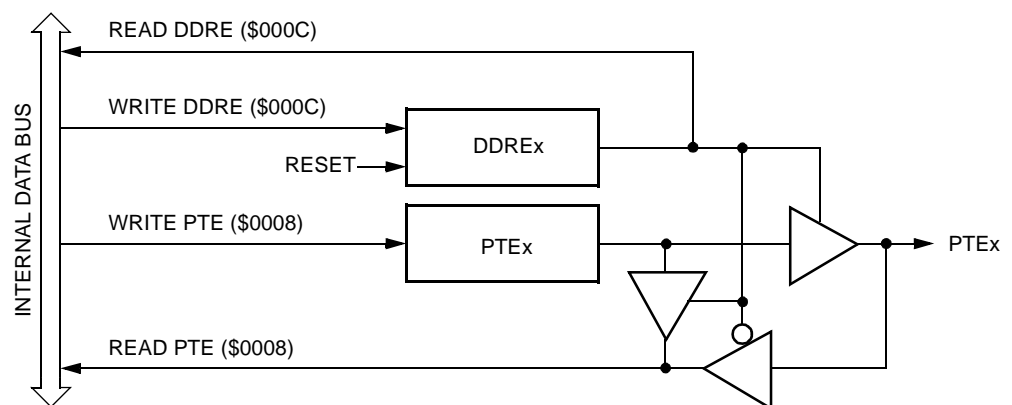 READ DDRE ($000C)
WRITE DDRE ($000C)
DDREx
RESET
WRITE PTE ($0008)
PTEx
PTEx
READ PTE ($0008)
INTERNAL DATA BUS